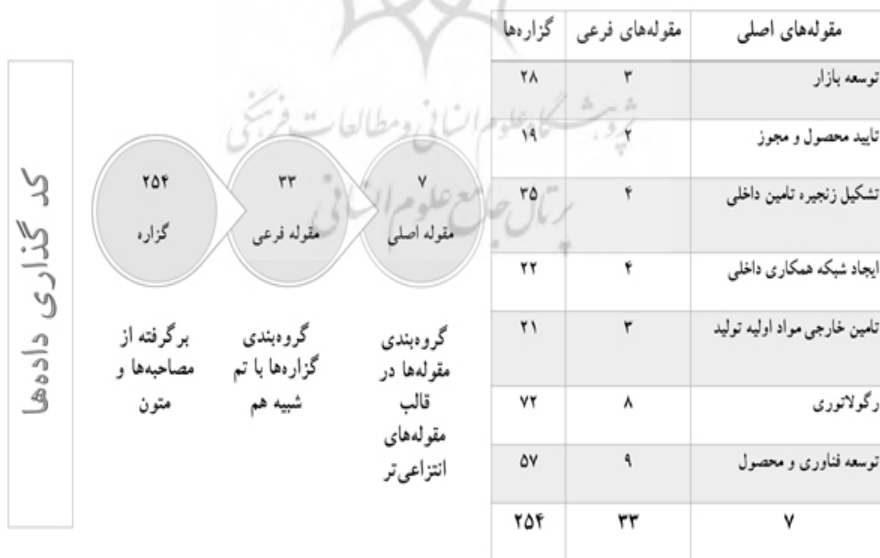 مقوله‌های اصلی مقوله‌های فرعی گزاره‌ها
توسعه بازار ۳ ۲۸
تایید محصول و مجوز ۲ ۱۹
تشکیل زنجیره تامین داخلی ۴ ۳۵
ایجاد شبکه همکاری داخلی ۴ ۲۲
تامین خارجی مواد اولیه تولید ۳ ۲۱
رگولاتوری ۸ ۷۲
توسعه فناوری و محصول ۹ ۵۷
۷ ۳۳ ۲۵۴
۷
مقوله اصلی
گروه‌بندی
مقوله‌ها در
قالب
مقوله‌های
انتزاعی‌تر
۳۳
مقوله فرعی
گروه‌بندی
گزاره‌ها با تم
شبیه هم
۲۵۴
گزاره
برگرفته از
مصاحبه‌ها و
متون
کد گذاری داده‌ها
پژوهشگاه علوم انسانی و مطالعات فرهنگی
پرتال جامع علوم انسانی